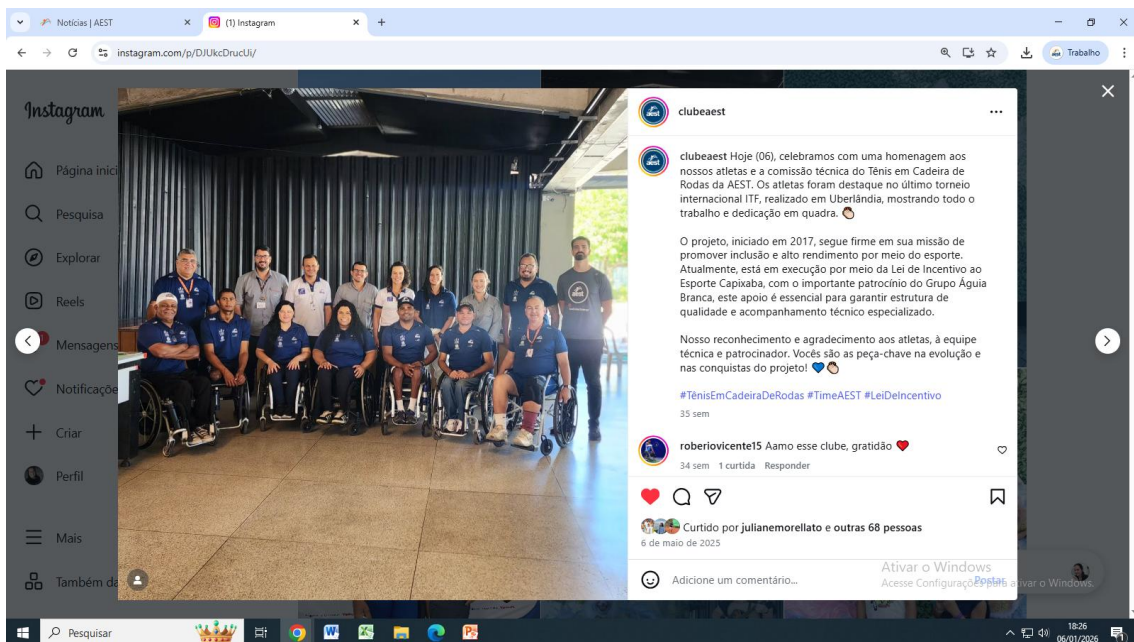 Notícias | AEST
(1) Instagram
instagram.com/p/DJUkcDrucUi/
Trabalho
Instagram
Página inici
Pesquisa
Explorar
Reels
Mensagens
Notificaçõe
Criar
Perfil
Mais
Também da
clubeaest
clubeaest Hoje (06), celebramos com uma homenagem aos
nossos atletas e a comissão técnica do Tênis em Cadeira de
Rodas da AEST. Os atletas foram destaque no último torneio
internacional ITF, realizado em Uberlândia, mostrando todo o
trabalho e dedicação em quadra. 👏🏻
O projeto, iniciado em 2017, segue firme em sua missão de
promover inclusão e alto rendimento por meio do esporte.
Atualmente, está em execução por meio da Lei de Incentivo ao
Esporte Capixaba, com o importante patrocínio do Grupo Águia
Branca, este apoio é essencial para garantir estrutura de
qualidade e acompanhamento técnico especializado.
Nosso reconhecimento e agradecimento aos atletas, à equipe
técnica e patrocinador. Vocês são as peça-chave na evolução e
nas conquistas do projeto! 💙👏🏻
#TênisEmCadeiraDeRodas #TimeAEST #LeiDeIncentivo
35 sem
roberiovicente15 Aamo esse clube, gratidão ❤️
34 sem 1 curtida Responder
Curtido por julianemorellato e outras 68 pessoas
6 de maio de 2025
Adicione um comentário...
Postar
Ativar o Windows
Acesse Configurações para ativar o Windows.
Pesquisar
18:26
06/01/2026